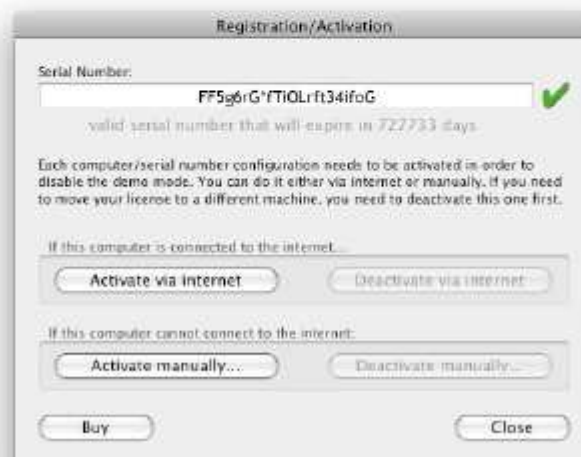 Registration/Activation
Serial Number:
FF5g6rG*fTiOLrft34ifoG
valid serial number that will expire in 727733 days
Each computer/serial number configuration needs to be activated in order to
disable the demo mode. You can do it either via internet or manually. If you need
to move your license to a different machine, you need to deactivate this one first.
If this computer is connected to the internet...
Activate via internet Deactivate via internet
If this computer cannot connect to the internet:
Activate manually... Deactivate manually...
Buy Close